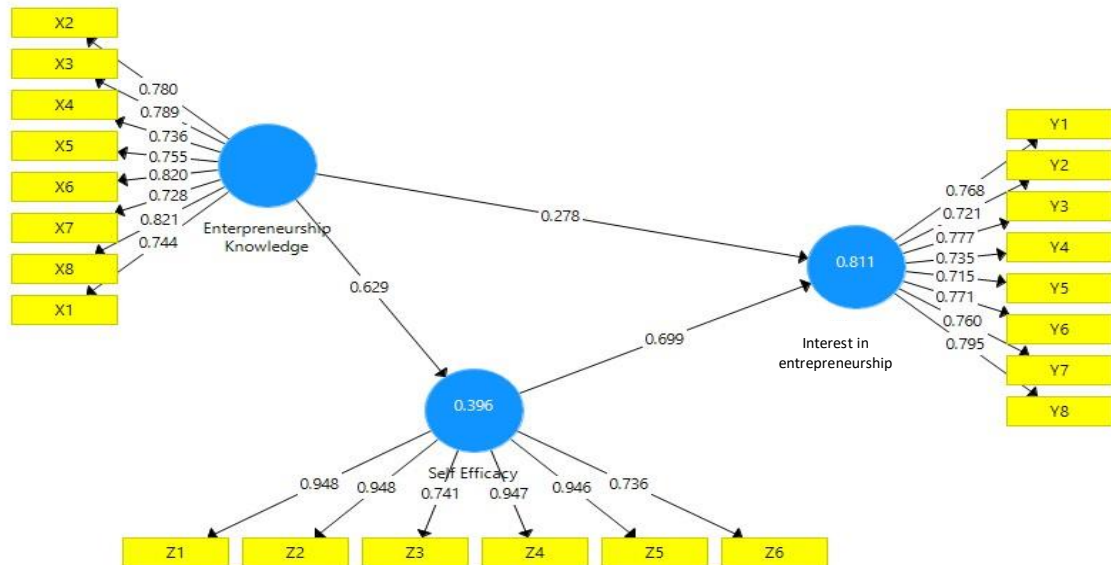 X2
X3
X4
X5
X6
X7
X8
X1
0.780
0.789
0.736
0.755
0.820
0.728
0.821
0.744
Enterpreneurship
Knowledge
0.278
0.629
0.699
0.811
Interest in
entrepreneurship
0.768
0.721
0.777
0.735
0.715
0.771
0.760
0.795
Y1
Y2
Y3
Y4
Y5
Y6
Y7
Y8
0.396
Self Efficacy
0.948
0.948
0.741
0.947
0.946
0.736
Z1
Z2
Z3
Z4
Z5
Z6